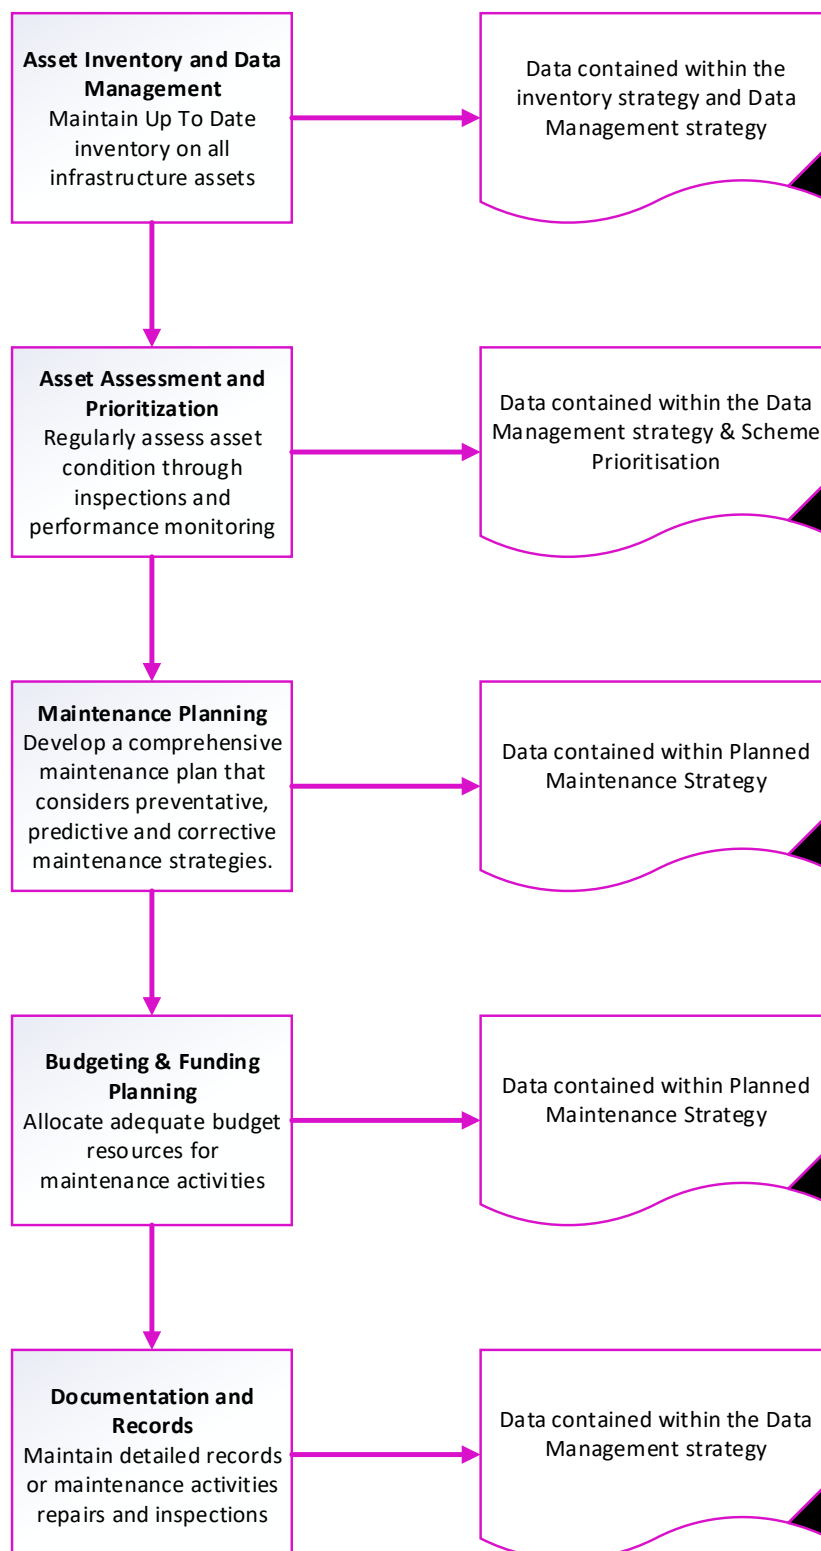 Asset Inventory and Data
Management
Maintain Up To Date
inventory on all
infrastructure assets
Data contained within the
inventory strategy and Data
Management strategy
Asset Assessment and
Prioritization
Regularly assess asset
condition through
inspections and
performance monitoring
Data contained within the Data
Management strategy & Scheme
Prioritisation
Maintenance Planning
Develop a comprehensive
maintenance plan that
considers preventative,
predictive and corrective
maintenance strategies.
Data contained within Planned
Maintenance Strategy
Budgeting & Funding
Planning
Allocate adequate budget
resources for
maintenance activities
Data contained within Planned
Maintenance Strategy
Documentation and
Records
Maintain detailed records
or maintenance activities
repairs and inspections
Data contained within the Data
Management strategy